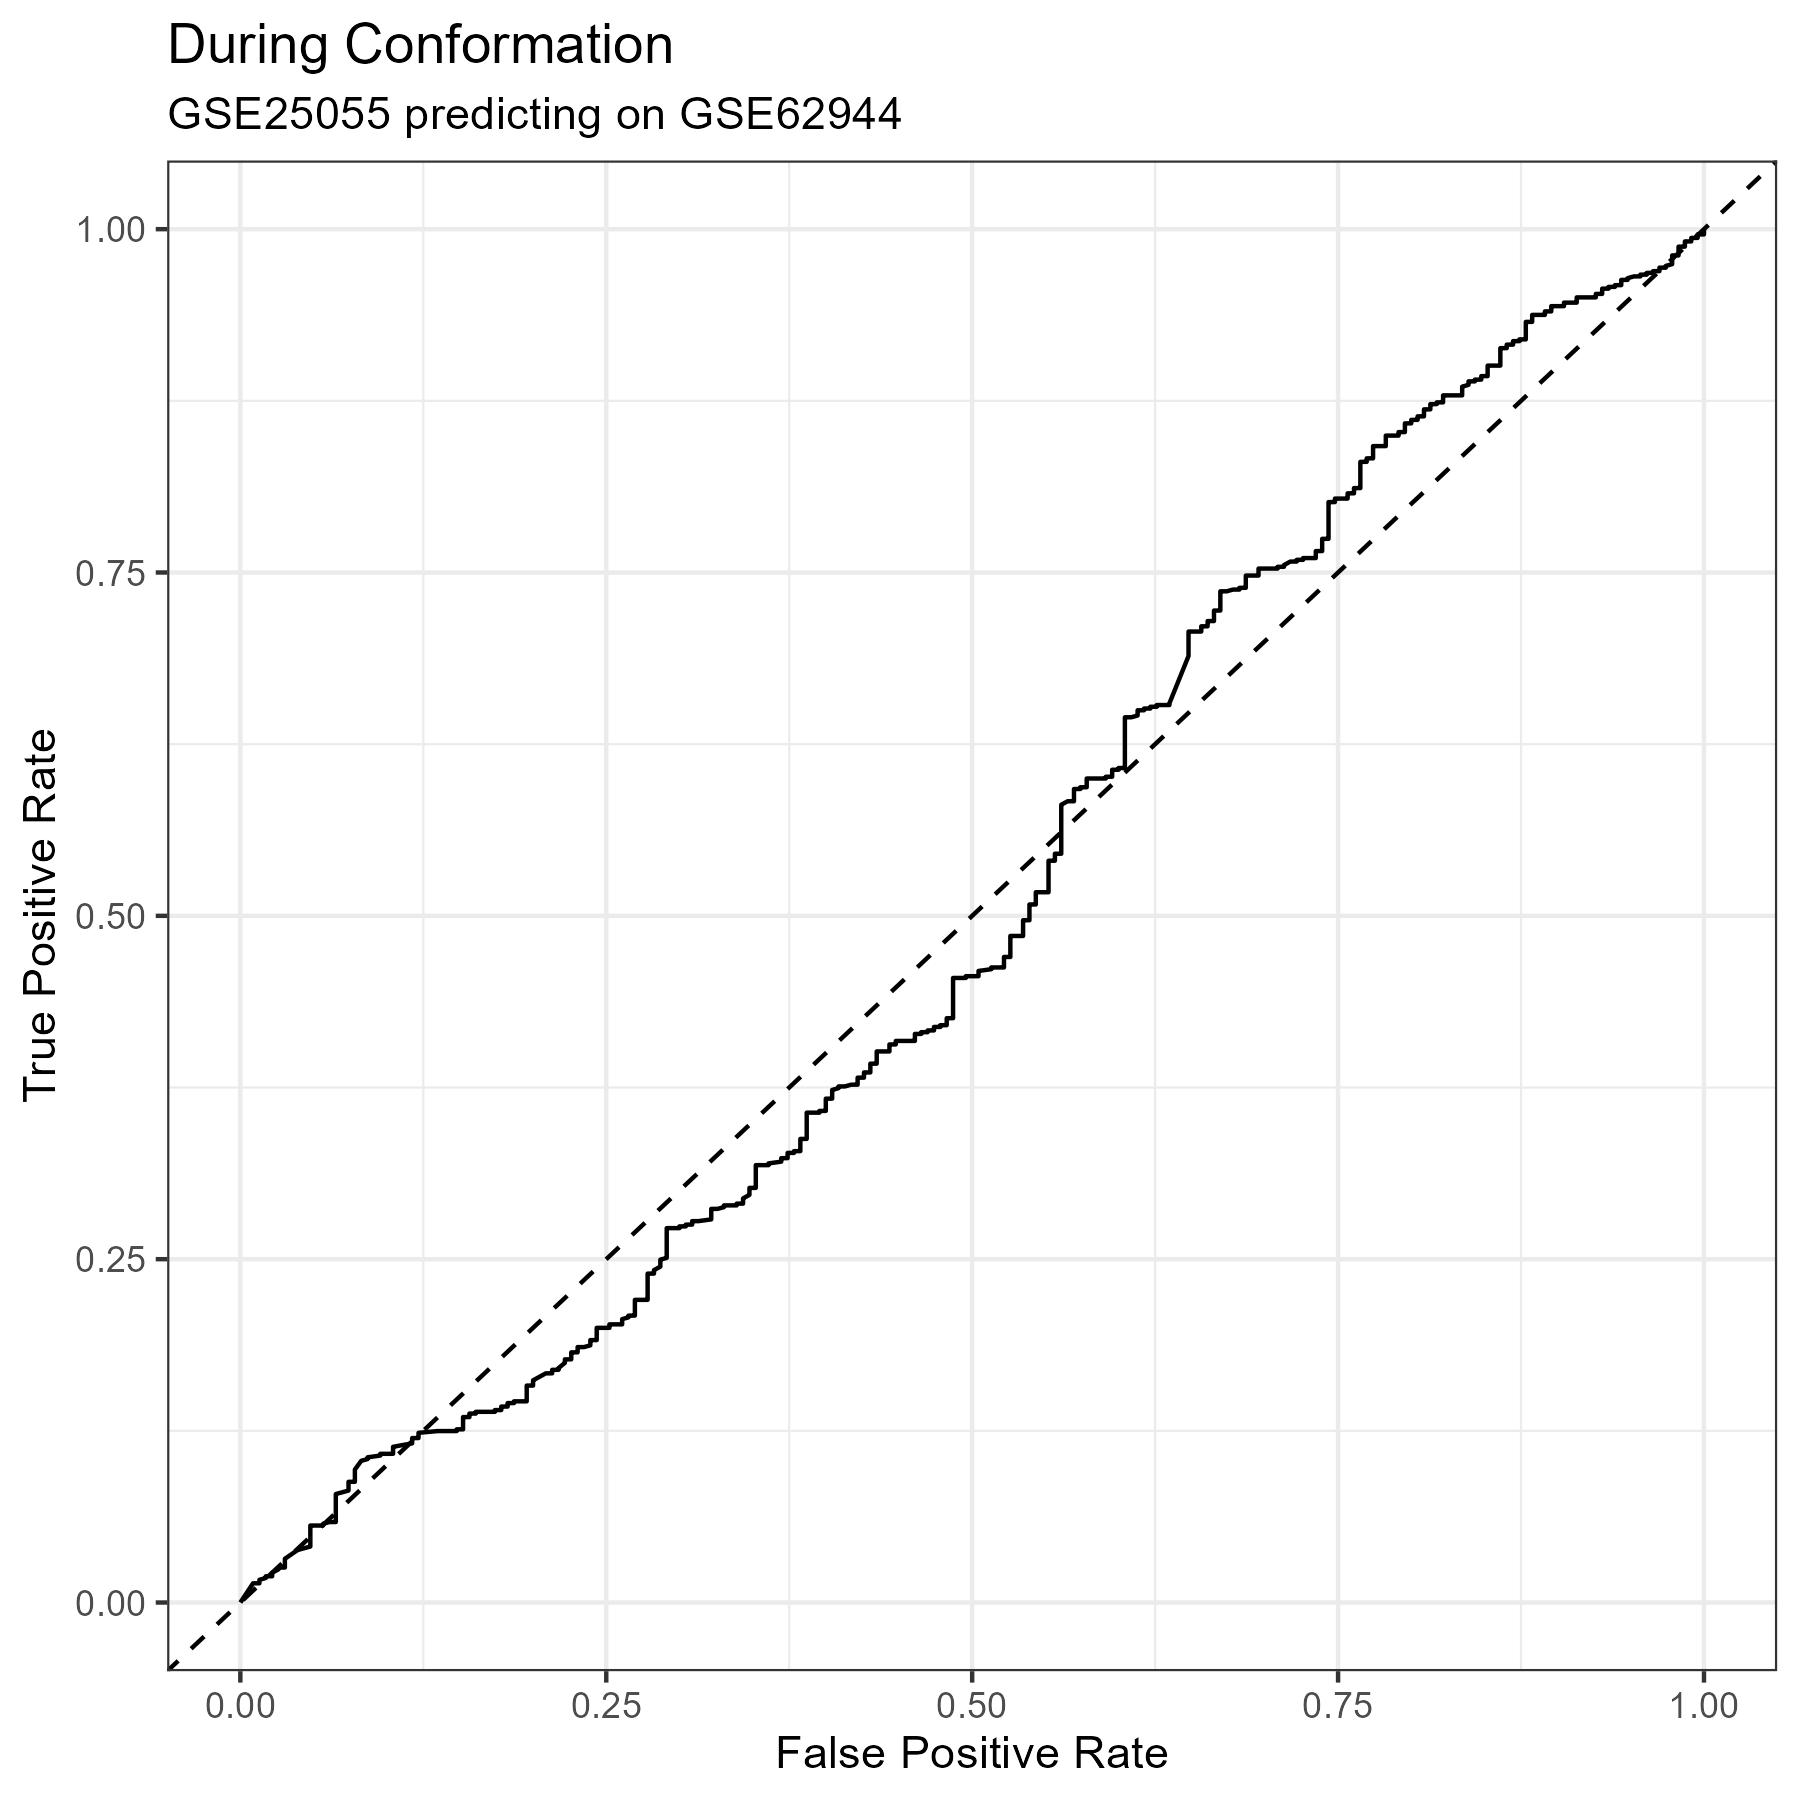 During Conformation
GSE25055 predicting on GSE62944
True Positive Rate
1.00
0.75
0.50
0.25
0.00
0.00 0.25 0.50 0.75 1.00
False Positive Rate